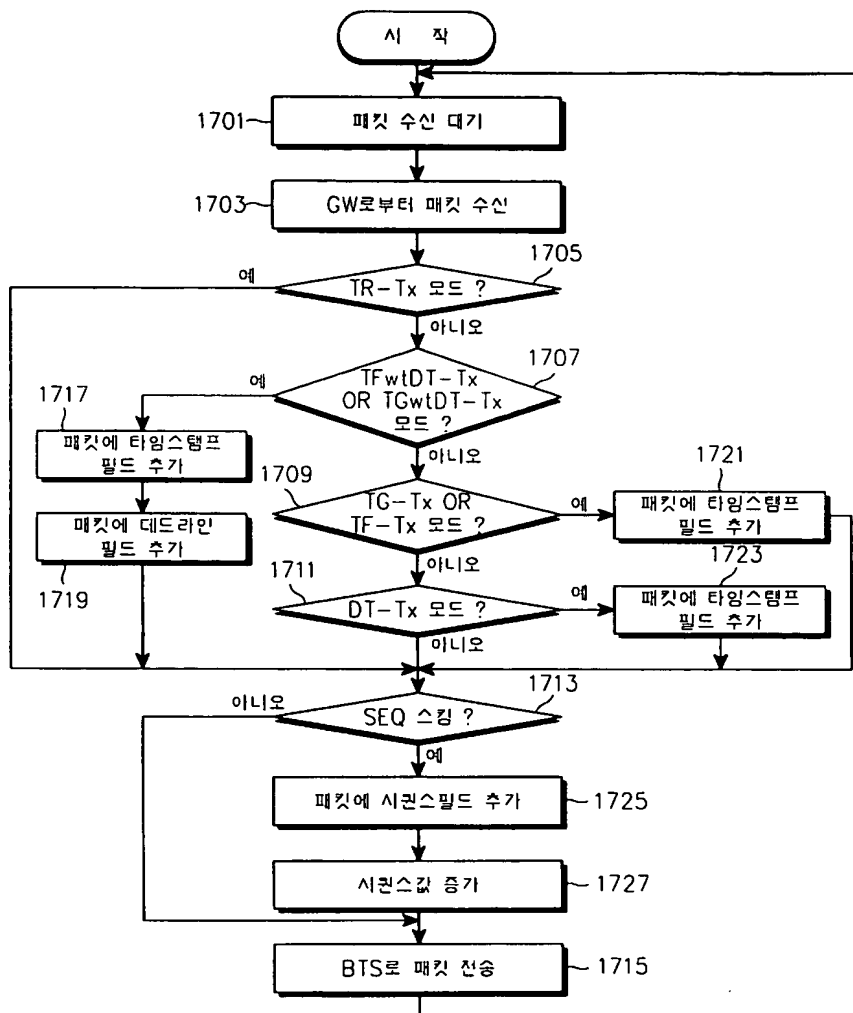 시 작
1701
패킷 수신 대기
1703
GW로부터 패킷 수신
1705
예
TR-Tx 모드 ?
아니오
1707
예
TFwtDT-Tx
OR TGwtDT-Tx
모드 ?
1717
패킷에 타임스탬프
필드 추가
아니오
1709
TG-Tx OR
TF-Tx 모드 ?
예
1721
패킷에 타임스탬프
필드 추가
패킷에 데드라인
필드 추가
1719
아니오
1711
DT-Tx 모드 ?
예
1723
패킷에 타임스탬프
필드 추가
아니오
1713
아니오
SEQ 스킴 ?
예
패킷에 시퀀스필드 추가
1725
시퀀스값 증가
1727
BTS로 패킷 전송
1715